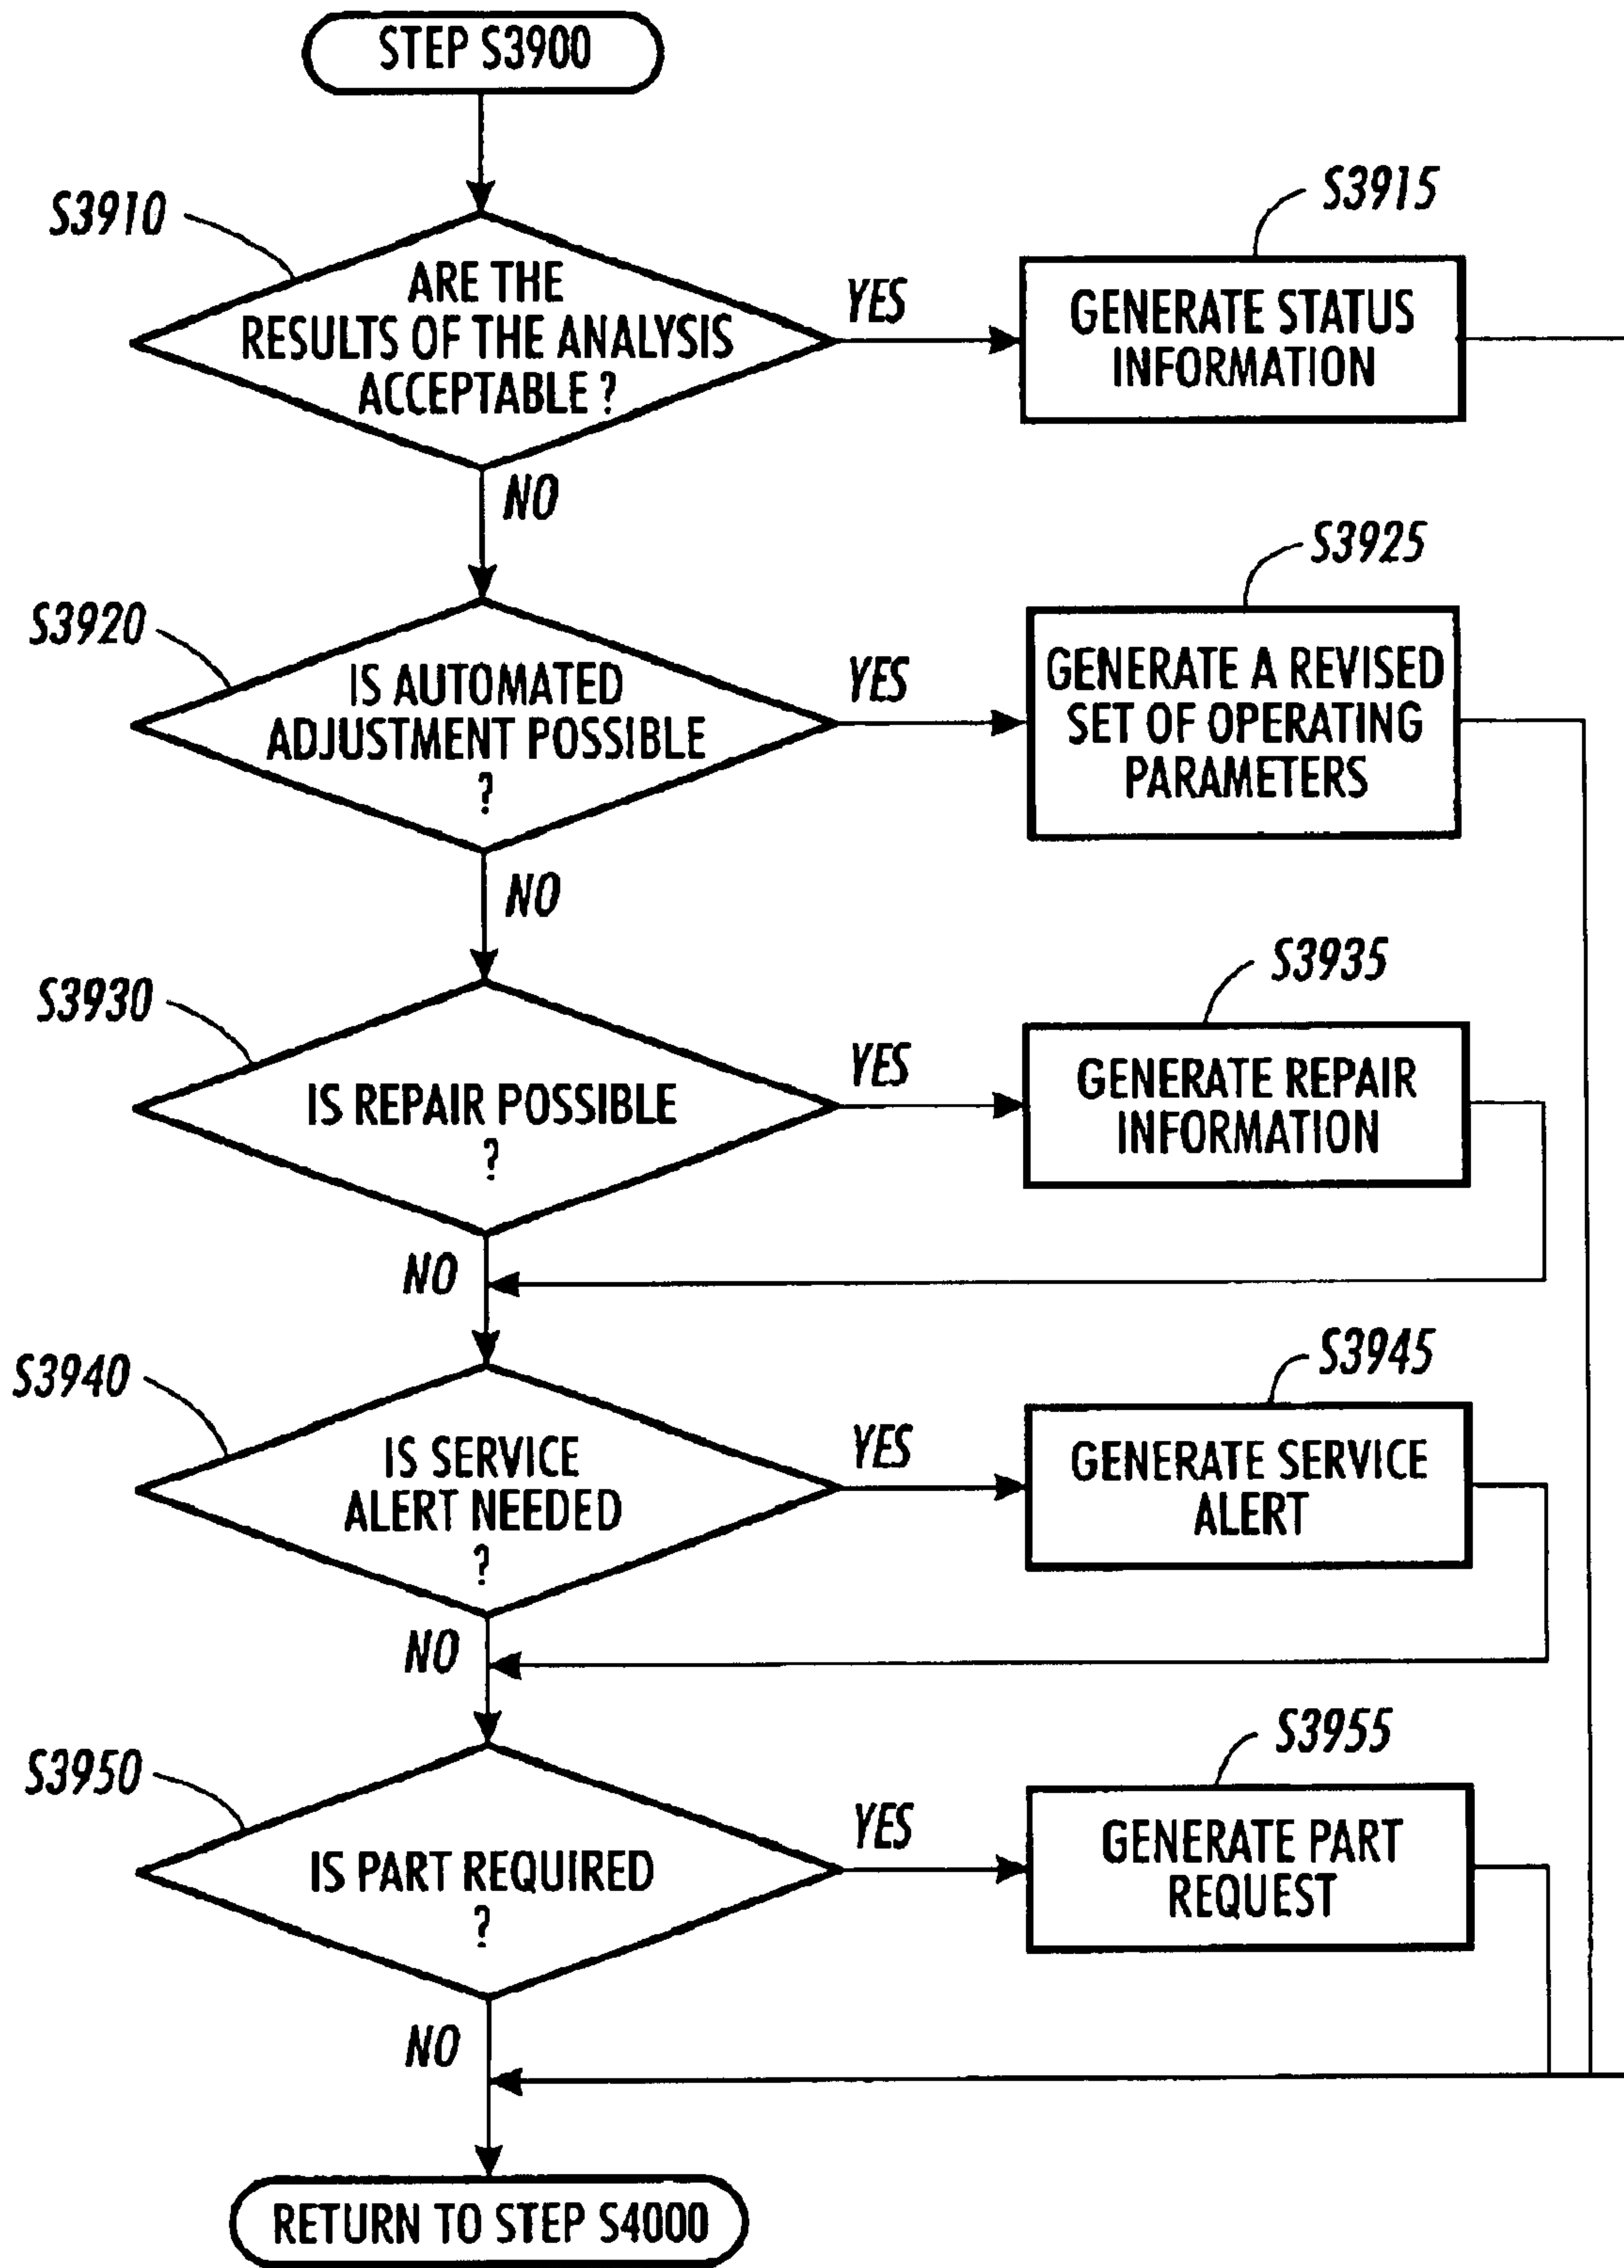 STEP S3900
S3910
ARE THE
RESULTS OF THE ANALYSIS
ACCEPTABLE ?
YES
S3915
GENERATE STATUS
INFORMATION
NO
S3920
IS AUTOMATED
ADJUSTMENT POSSIBLE
?
YES
S3925
GENERATE A REVISED
SET OF OPERATING
PARAMETERS
NO
S3930
IS REPAIR POSSIBLE
?
YES
S3935
GENERATE REPAIR
INFORMATION
NO
S3940
IS SERVICE
ALERT NEEDED
?
YES
S3945
GENERATE SERVICE
ALERT
NO
S3950
IS PART REQUIRED
?
YES
S3955
GENERATE PART
REQUEST
NO
RETURN TO STEP S4000